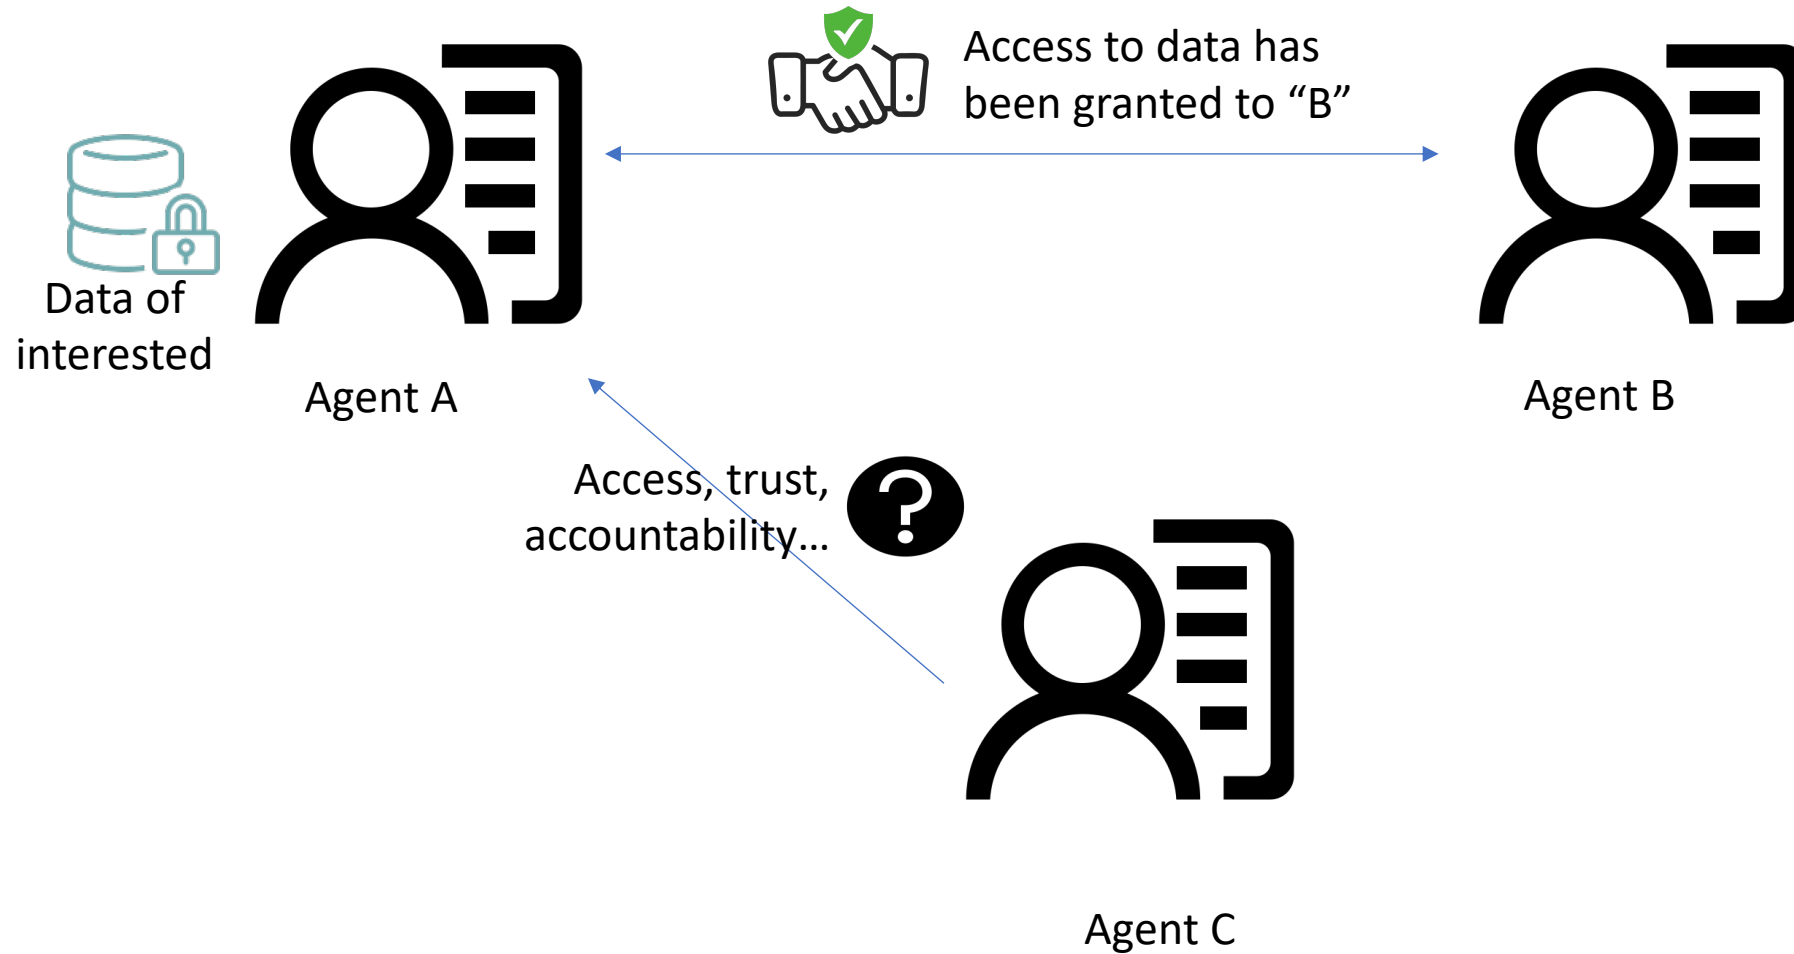 Access to data has
been granted to “B”
Data of
interested
Agent A
Agent B
Access, trust,
accountability…
Agent C